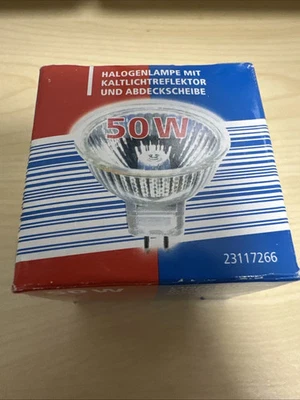 HALOGENLAMPE MIT
KALTLICHTREFLEKTOR
UND ABDECKSCHEIBE
50W
23117266